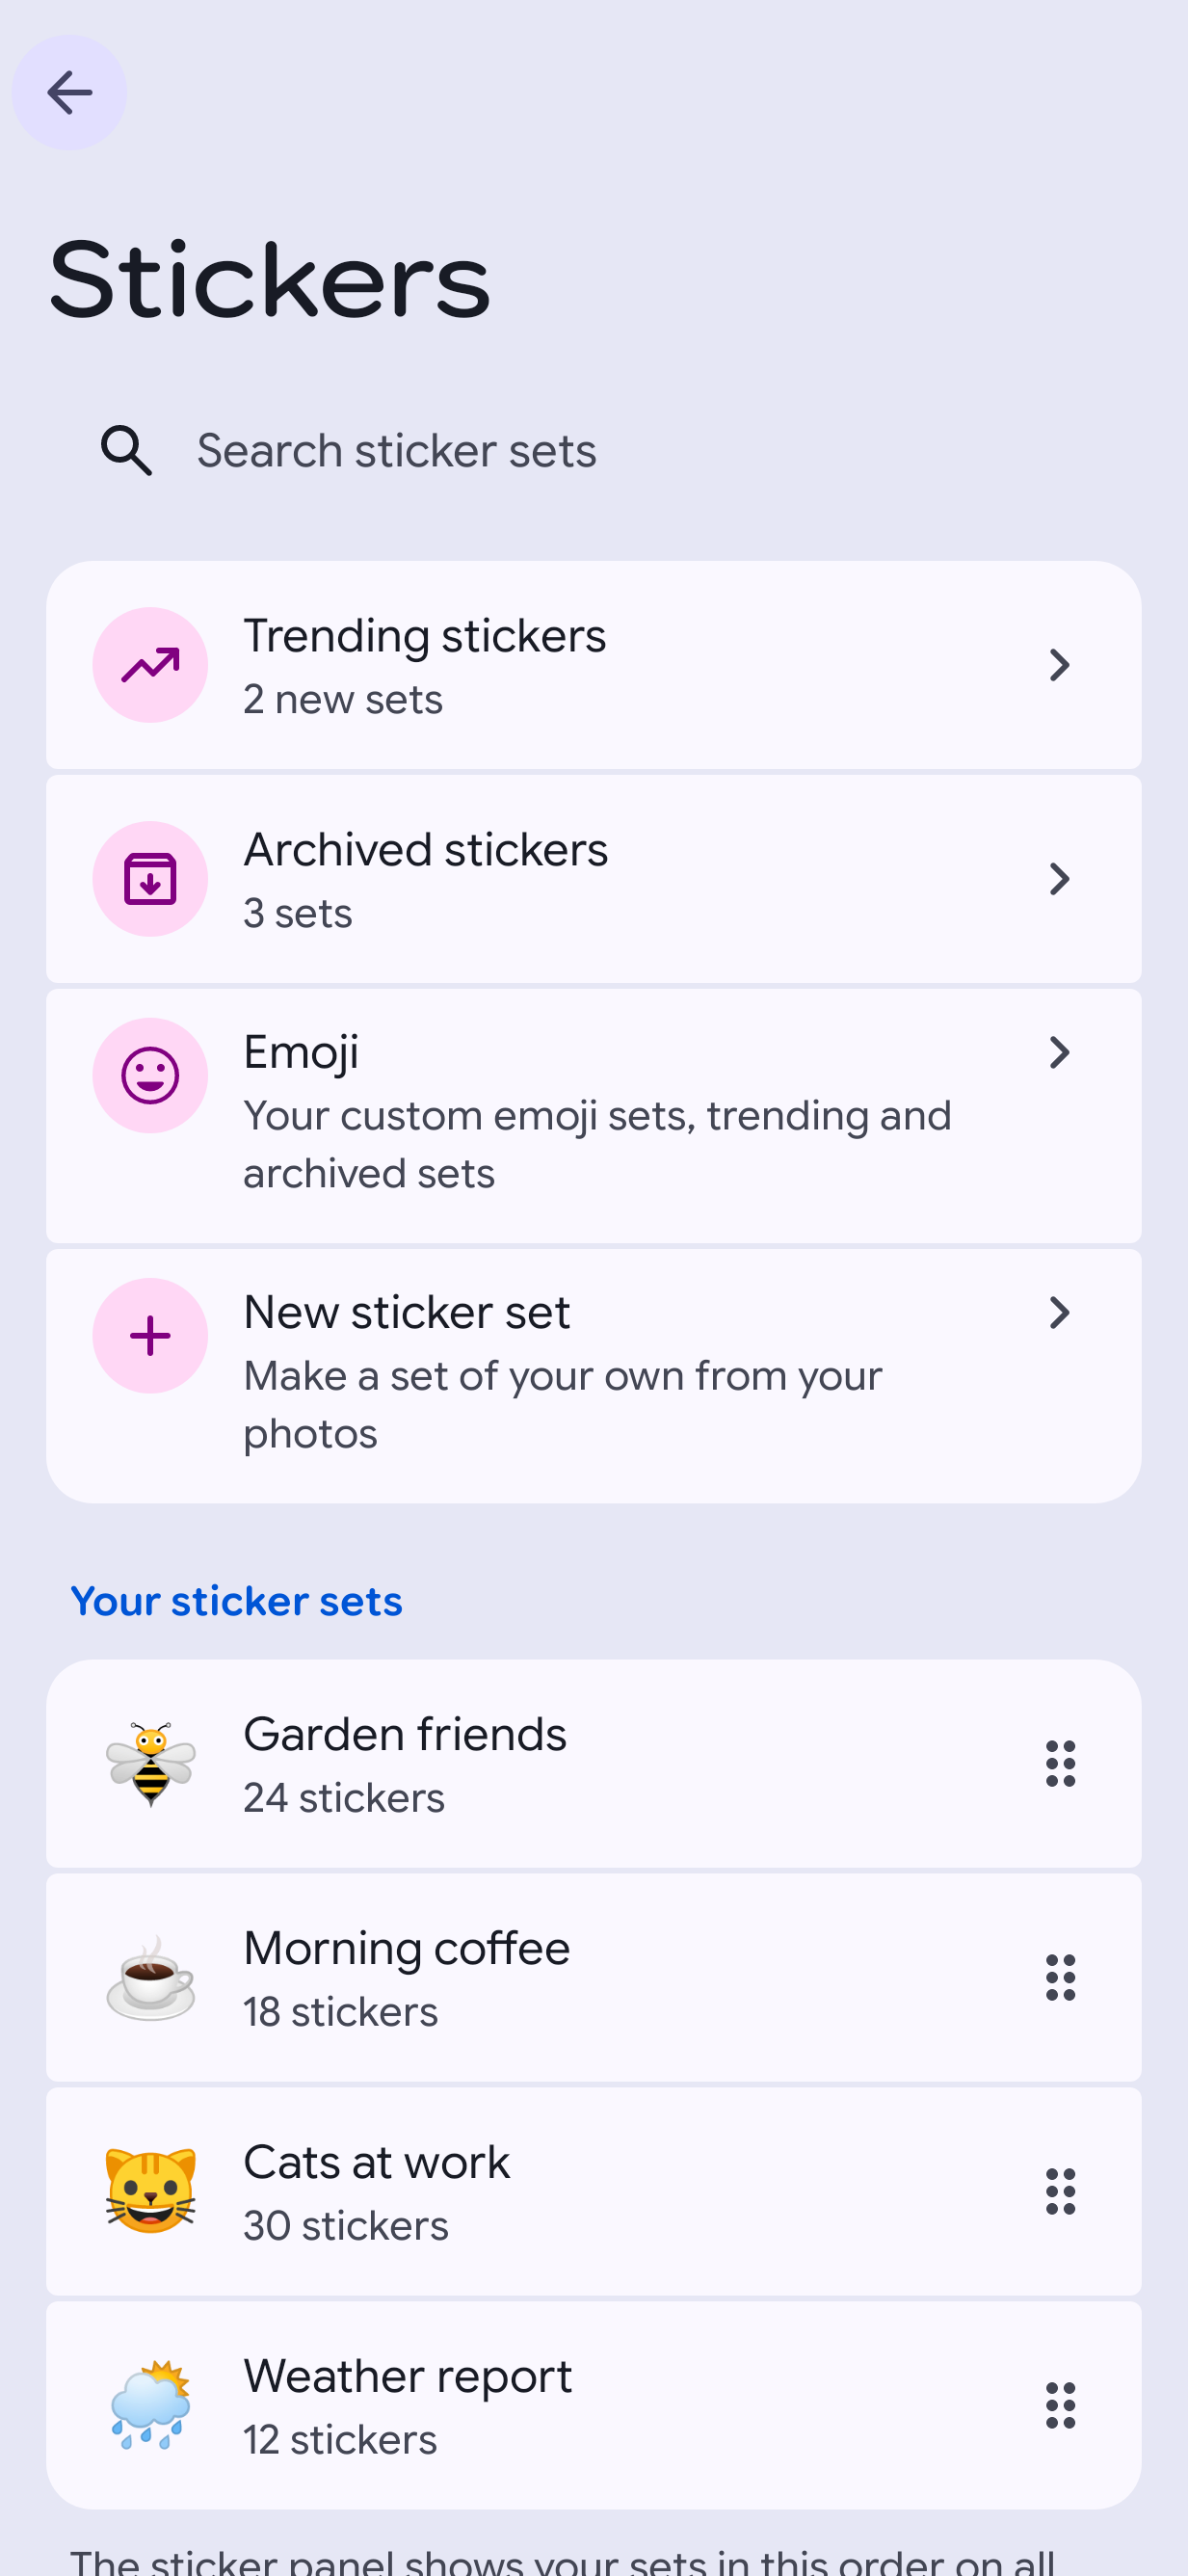 Stickers
Search sticker sets
Trending stickers
2 new sets
Archived stickers
3 sets
Emoji
Your custom emoji sets, trending and
archived sets
New sticker set
Make a set of your own from your
photos
Your sticker sets
Garden friends
24 stickers
Morning coffee
18 stickers
Cats at work
30 stickers
Weather report
12 stickers
The sticker panel shows your sets in this order on all